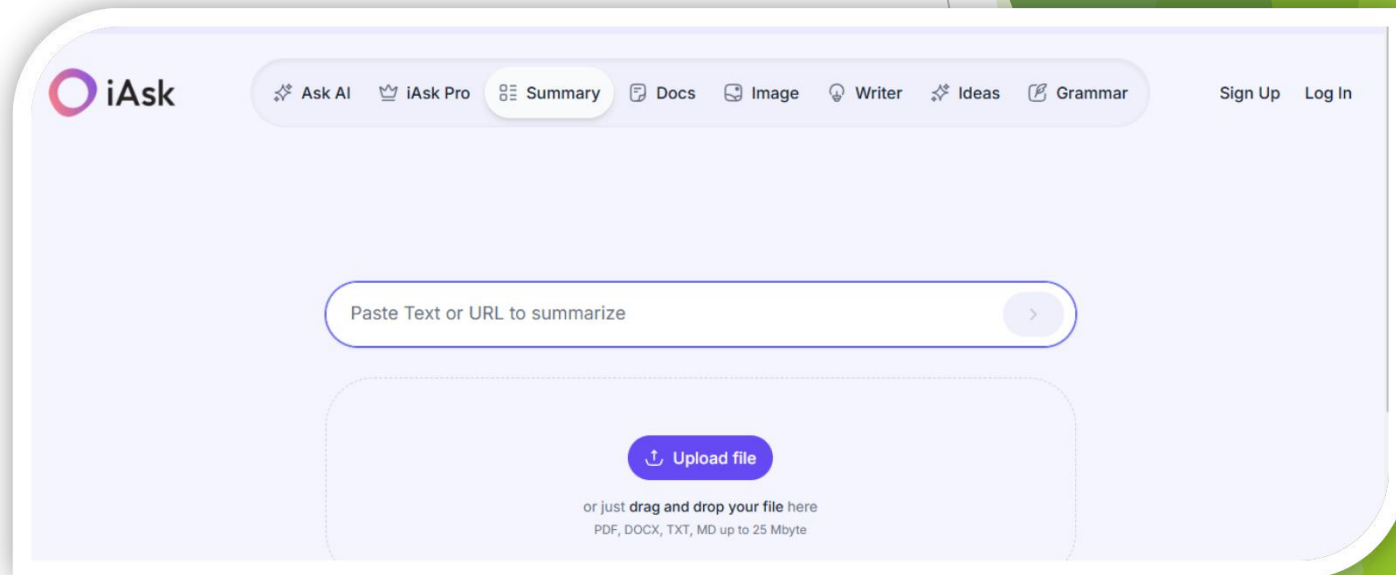 iAsk
Ask AI iAsk Pro Summary Docs Image Writer Ideas Grammar Sign Up Log In
Paste Text or URL to summarize
Upload file
or just drag and drop your file here
PDF, DOCX, TXT, MD up to 25 Mbyte